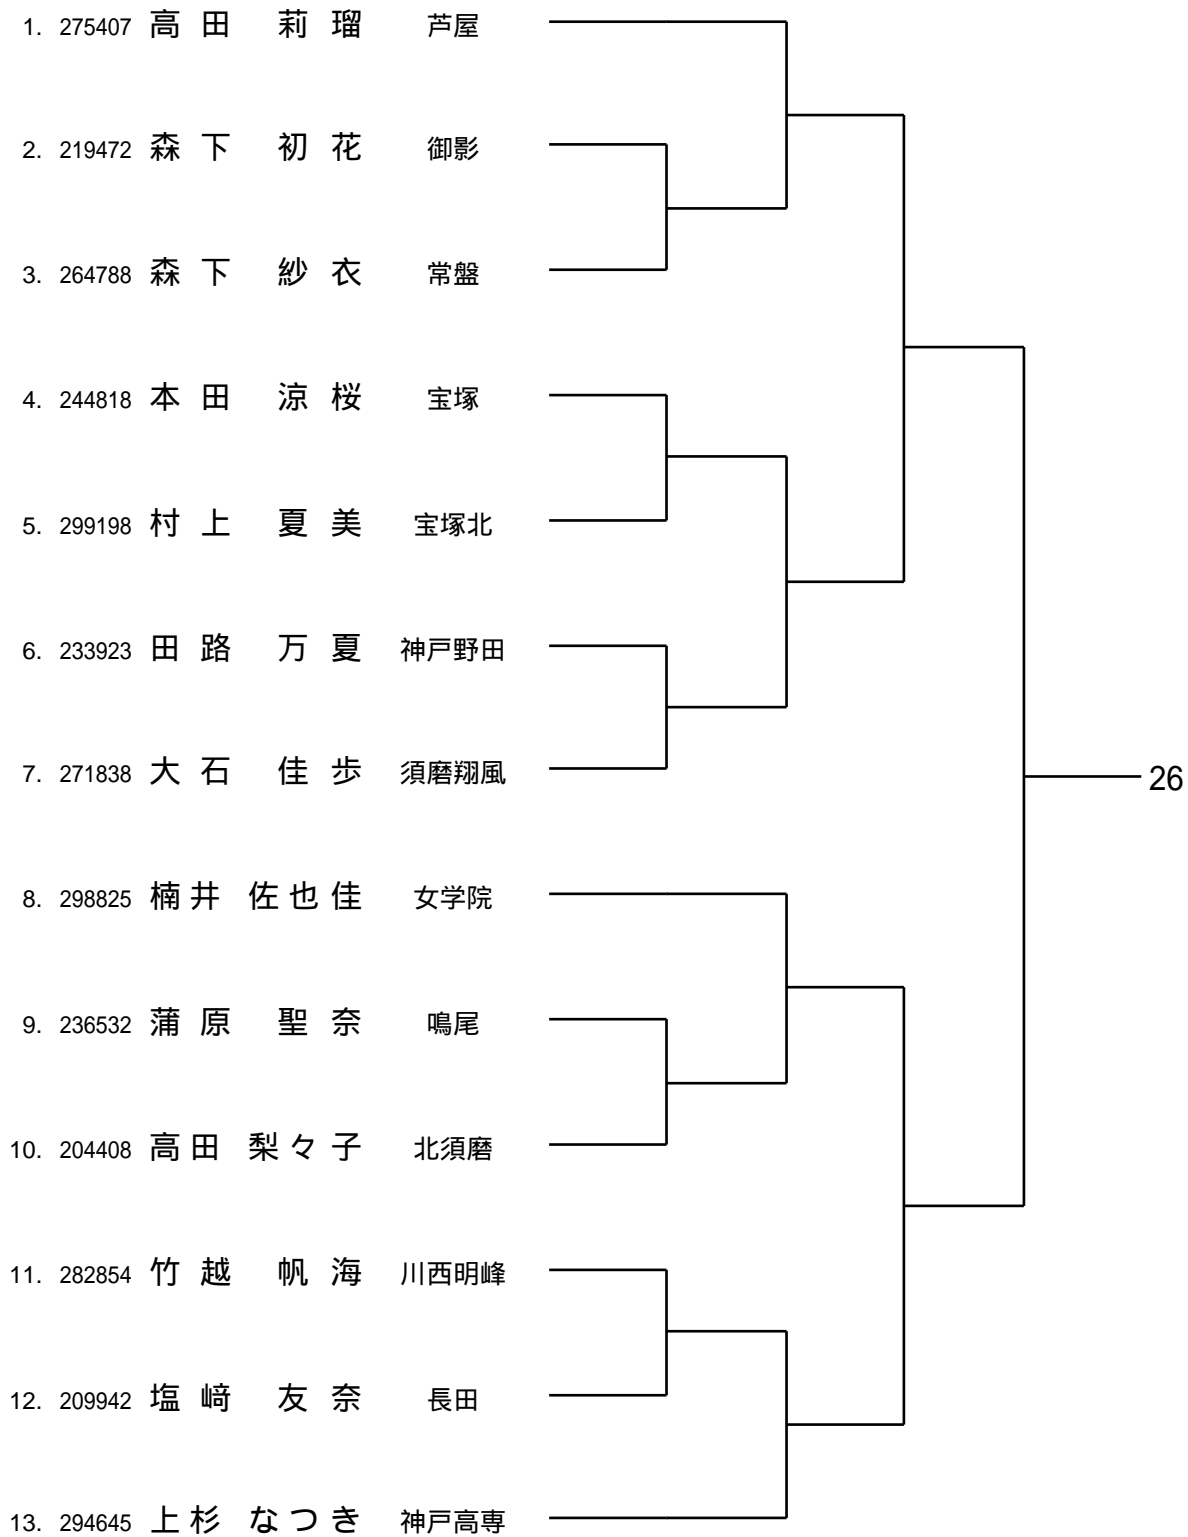 1. 275407 高田 莉瑠 芦屋
2. 219472 森下 初花 御影
3. 264788 森下 紗衣 常盤
4. 244818 本田 涼桜 宝塚
5. 299198 村上 夏美 宝塚北
6. 233923 田路 万夏 神戸野田
7. 271838 大石 佳歩 須磨翔風
26
8. 298825 楠井 佐也佳 女学院
9. 236532 蒲原 聖奈 鳴尾
10. 204408 高田 梨々子 北須磨
11. 282854 竹越 帆海 川西明峰
12. 209942 塩﨑 友奈 長田
13. 294645 上杉 なつき 神戸高専